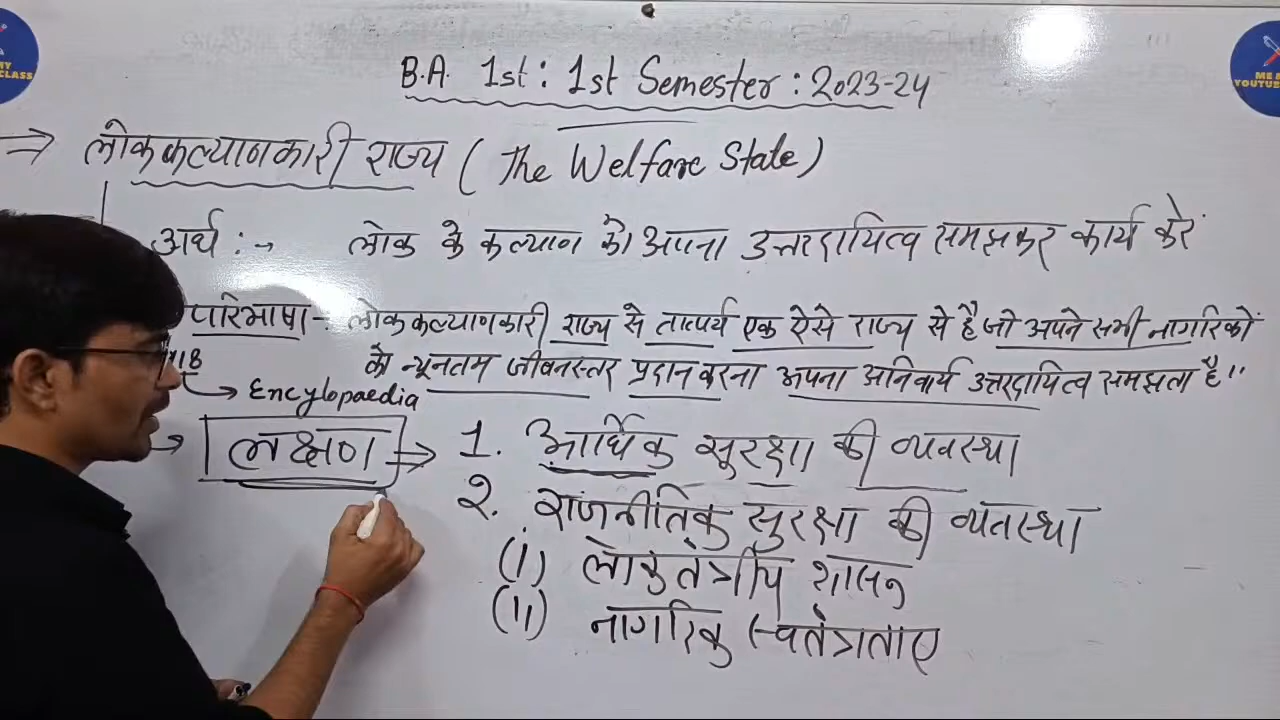 B.A. 1st : 1st Semester : 2023-24
⇒ लोककल्याणकारी राज्य ( The Welfare State )
अर्थ :→ लोक के कल्याण को अपना उत्तरदायित्व समझकर कार्य करें
परिभाषा - लोककल्याणकारी राज्य से तात्पर्य एक ऐसे राज्य से है जो अपने सभी नागरिकों
को न्यूनतम जीवनस्तर प्रदान करना अपना अनिवार्य उत्तरदायित्व समझता है"
→ Encyclopaedia
→ लक्षण ⇒ 1. आर्थिक सुरक्षा की व्यवस्था
2. राजनीतिक सुरक्षा की व्यवस्था
(i) लोकतंत्रीय शासन
(ii) नागरिक स्वतंत्रताए